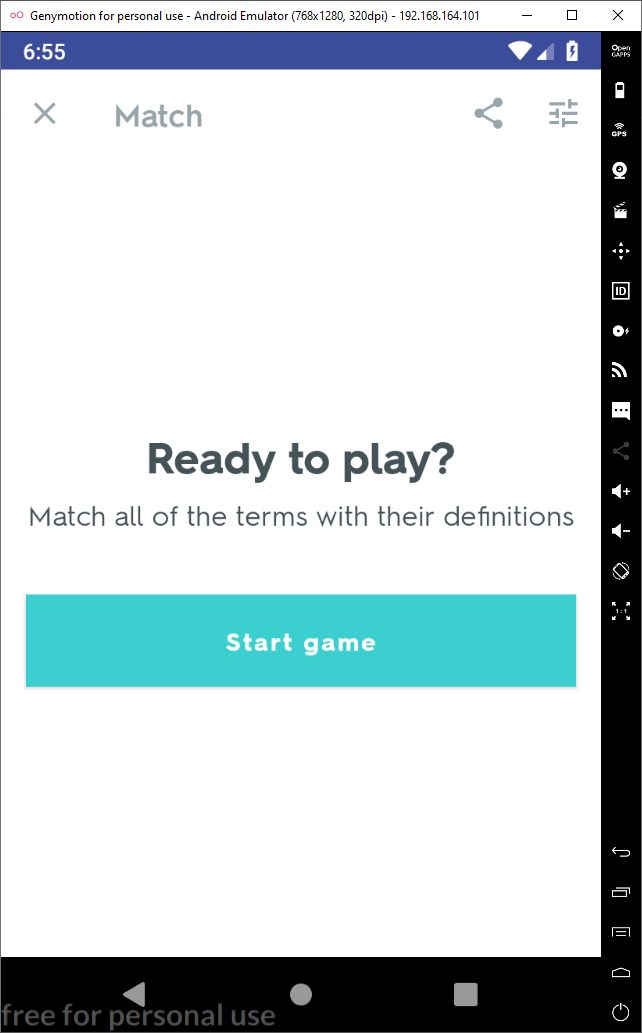 Genymotion for personal use - Android Emulator (768x1280, 320dpi) - 192.168.164.101
6:55
Open
GAPPS
Match
GPS
ID
Ready to play?
Match all of the terms with their definitions
1:1
Start game
free for personal use